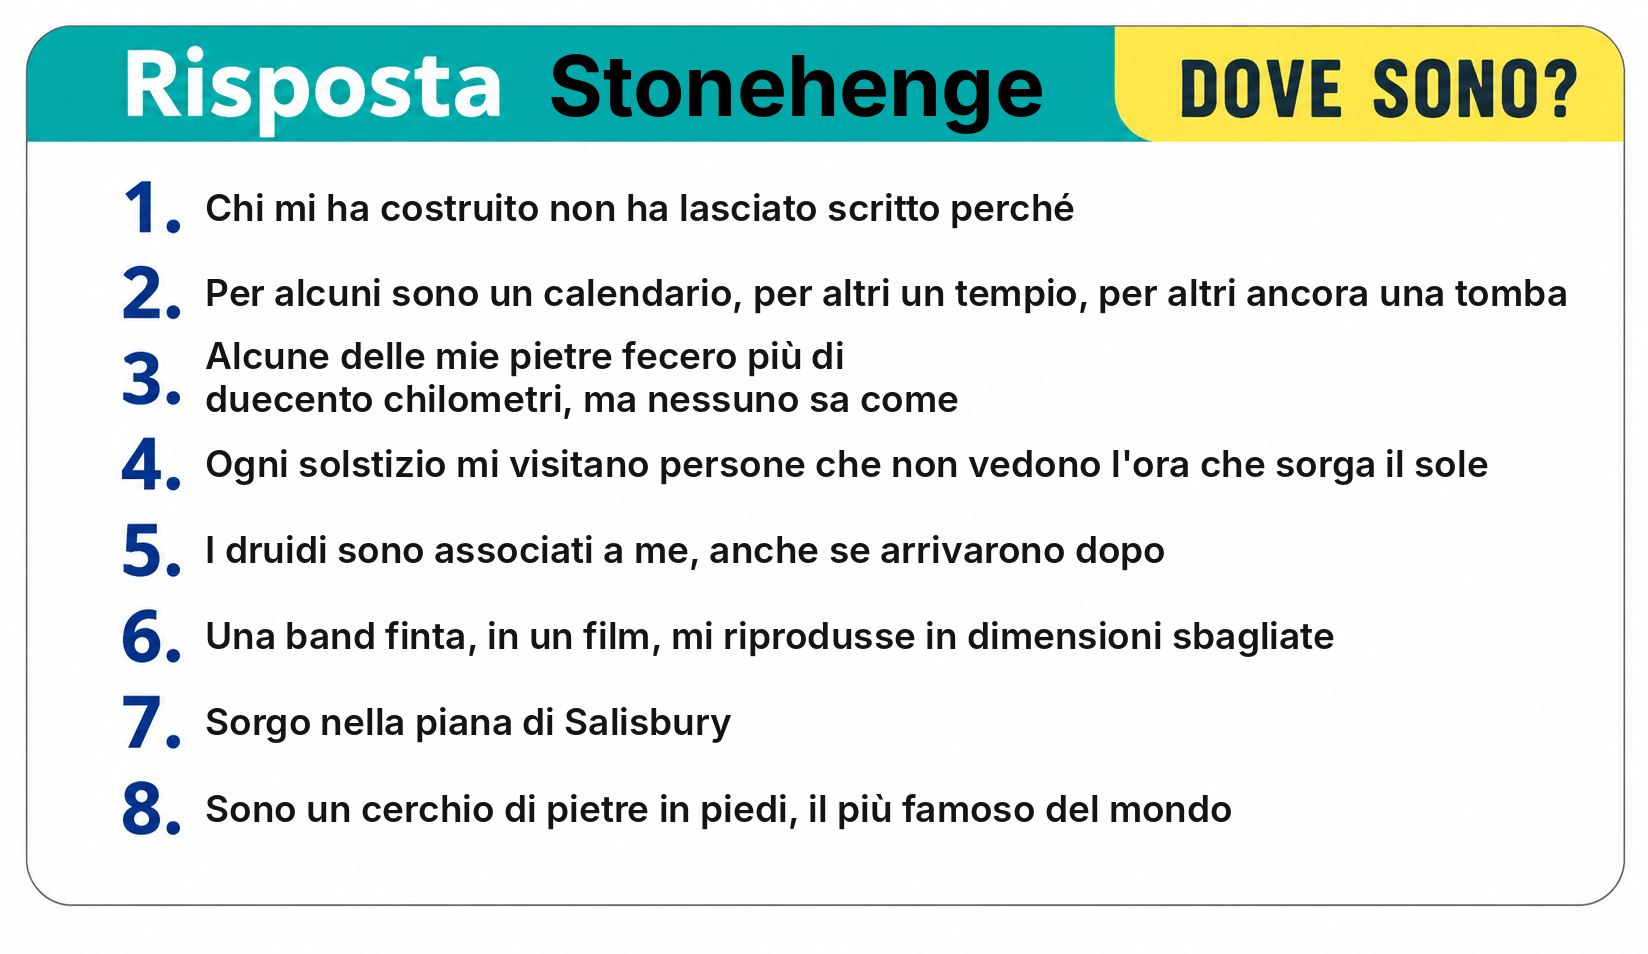 Risposta Stonehenge DOVE SONO?
1. Chi mi ha costruito non ha lasciato scritto perché
2. Per alcuni sono un calendario, per altri un tempio, per altri ancora una tomba
3. Alcune delle mie pietre fecero più di
duecento chilometri, ma nessuno sa come
4. Ogni solstizio mi visitano persone che non vedono l'ora che sorga il sole
5. I druidi sono associati a me, anche se arrivarono dopo
6. Una band finta, in un film, mi riprodusse in dimensioni sbagliate
7. Sorgo nella piana di Salisbury
8. Sono un cerchio di pietre in piedi, il più famoso del mondo